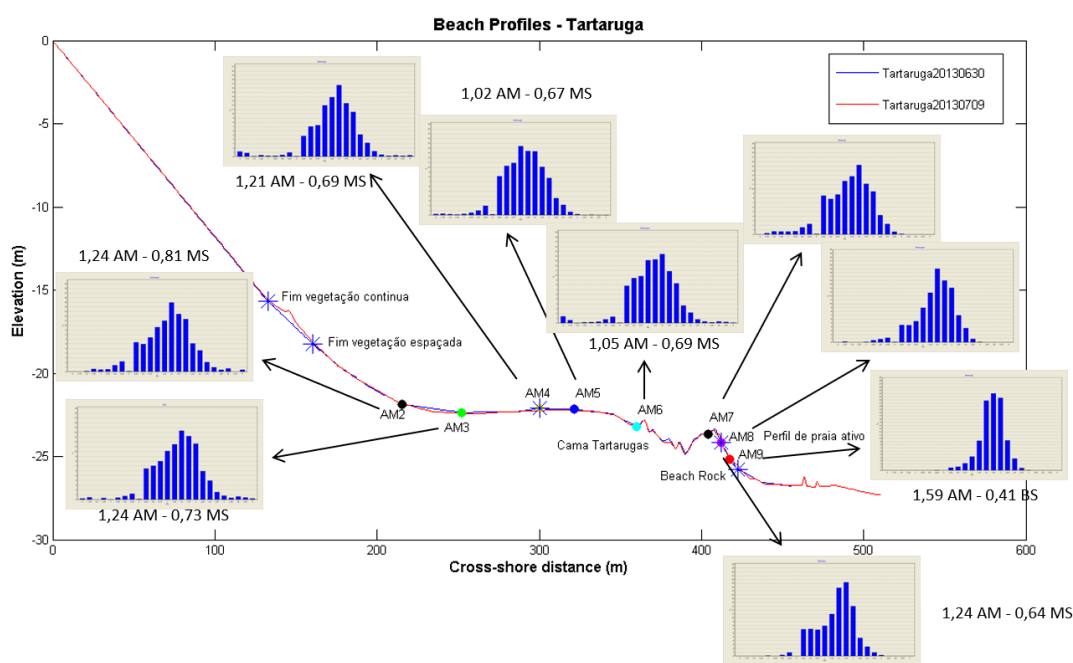 Beach Profiles - Tartaruga
0
-5
-10
-15
-20
-25
-30
Elevation (m)
0
100
200
300
400
500
600
Cross-shore distance (m)
Tartaruga20130630
Tartaruga20130709
1,21 AM - 0,69 MS
1,02 AM - 0,67 MS
1,24 AM - 0,81 MS
1,05 AM - 0,69 MS
1,24 AM - 0,73 MS
1,59 AM - 0,41 BS
1,24 AM - 0,64 MS
Fim vegetação continua
Fim vegetação espaçada
AM2
AM3
AM4
AM5
AM6
Cama Tartarugas
AM7
AM8
Perfil de praia ativo
AM9
Beach Rock